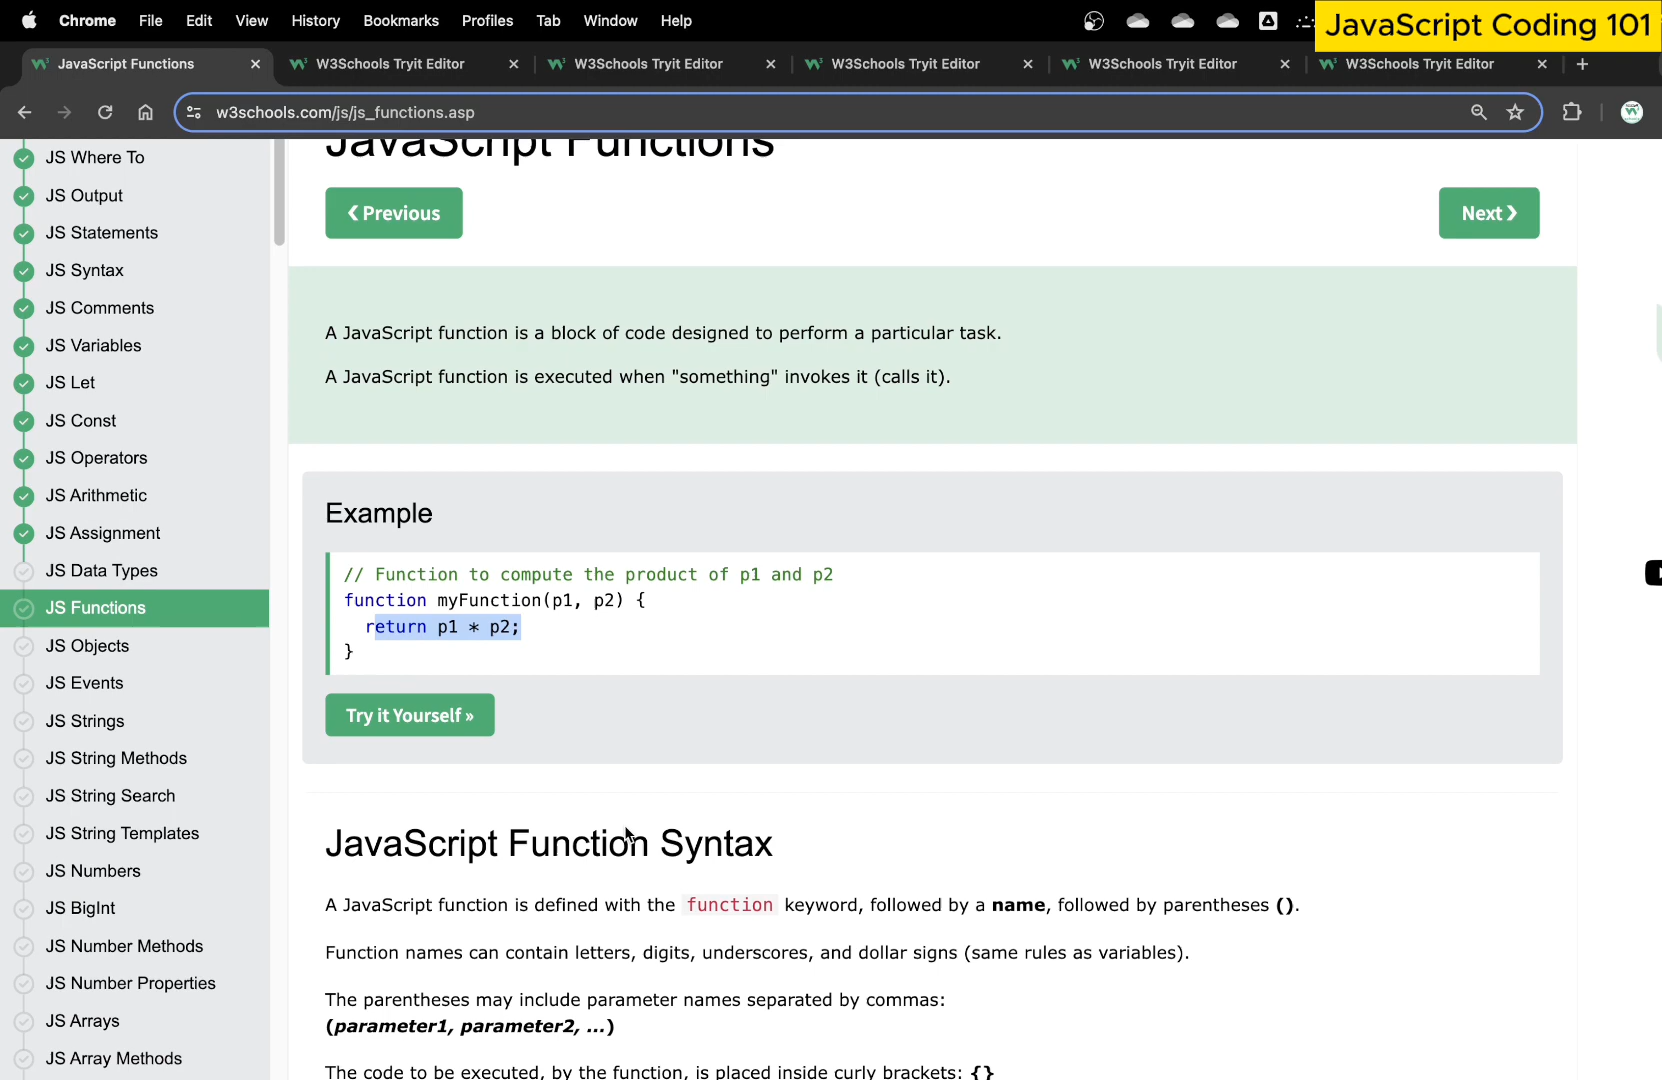 Chrome File Edit View History Bookmarks Profiles Tab Window Help
JavaScript Coding 101
JavaScript Functions
W3Schools Tryit Editor
W3Schools Tryit Editor
W3Schools Tryit Editor
W3Schools Tryit Editor
W3Schools Tryit Editor
w3schools.com/js/js_functions.asp
JS Where To
JS Output
JS Statements
JS Syntax
JS Comments
JS Variables
JS Let
JS Const
JS Operators
JS Arithmetic
JS Assignment
JS Data Types
JS Functions
JS Objects
JS Events
JS Strings
JS String Methods
JS String Search
JS String Templates
JS Numbers
JS BigInt
JS Number Methods
JS Number Properties
JS Arrays
JS Array Methods
JavaScript Functions
❮ Previous
Next ❯
A JavaScript function is a block of code designed to perform a particular task.
A JavaScript function is executed when "something" invokes it (calls it).
Example
// Function to compute the product of p1 and p2
function myFunction(p1, p2) {
return p1 * p2;
}
Try it Yourself »
JavaScript Function Syntax
A JavaScript function is defined with the function keyword, followed by a name, followed by parentheses ().
Function names can contain letters, digits, underscores, and dollar signs (same rules as variables).
The parentheses may include parameter names separated by commas:
(parameter1, parameter2, ...)
The code to be executed, by the function, is placed inside curly brackets: {}